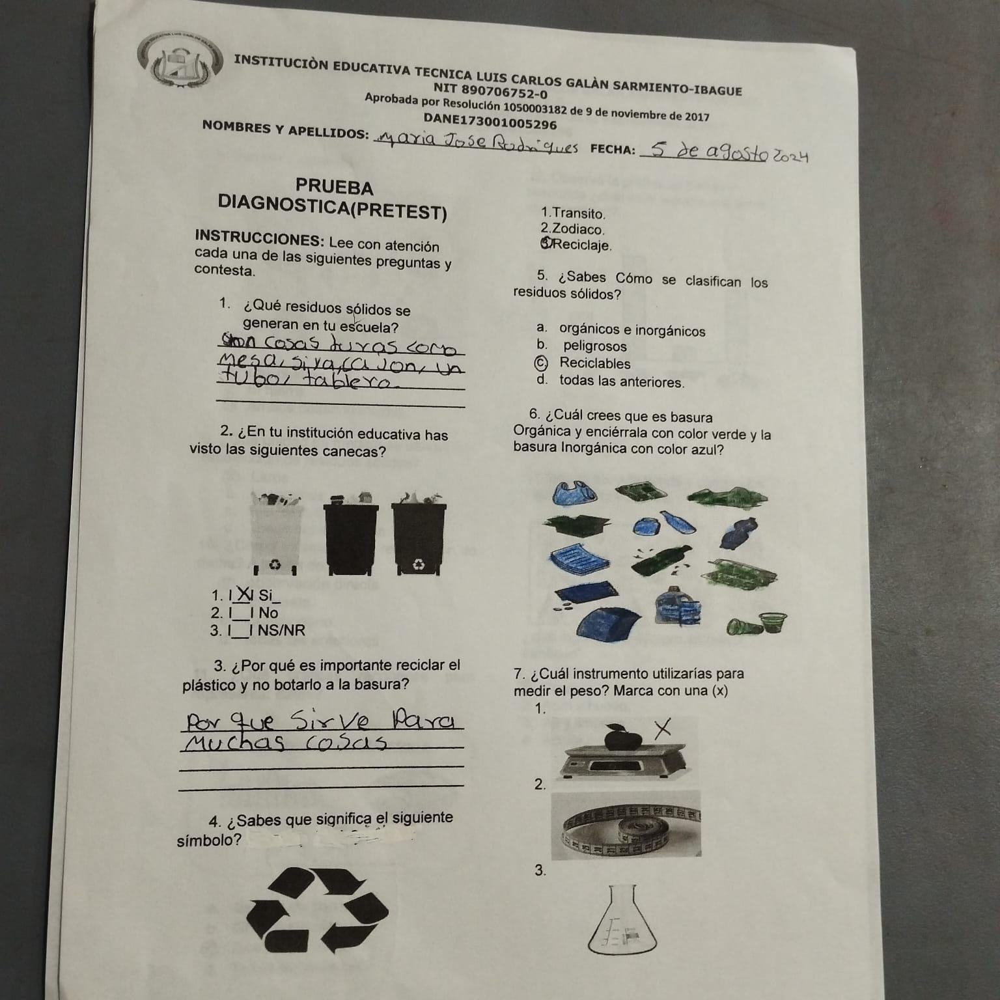 INSTITUCIÒN EDUCATIVA TECNICA LUIS CARLOS GALÀN SARMIENTO-IBAGUE
NIT 890706752-0
Aprobada por Resolución 1050003182 de 9 de noviembre de 2017
DANE173001005296
NOMBRES Y APELLIDOS: Maria Jose Rodrigues FECHA: 5 de agosto 2024
PRUEBA
DIAGNOSTICA(PRETEST)
INSTRUCCIONES: Lee con atención
cada una de las siguientes preguntas y
contesta.
1. ¿Qué residuos sólidos se
generan en tu escuela?
son cosas duras como
mesa, siya, cajon, un
tubo, tablero.
2. ¿En tu institución educativa has
visto las siguientes canecas?
1. I X I Si_
2. I__I No
3. I__I NS/NR
3. ¿Por qué es importante reciclar el
plástico y no botarlo a la basura?
Por que sirve para
muchas cosas
4. ¿Sabes que significa el siguiente
símbolo?
1.Transito.
2.Zodiaco.
3.Reciclaje.
5. ¿Sabes Cómo se clasifican los
residuos sólidos?
a. orgánicos e inorgánicos
b. peligrosos
c. Reciclables
d. todas las anteriores.
6. ¿Cuál crees que es basura
Orgánica y enciérrala con color verde y la
basura Inorgánica con color azul?
7. ¿Cuál instrumento utilizarías para
medir el peso? Marca con una (x)
1.
X
2.
3.